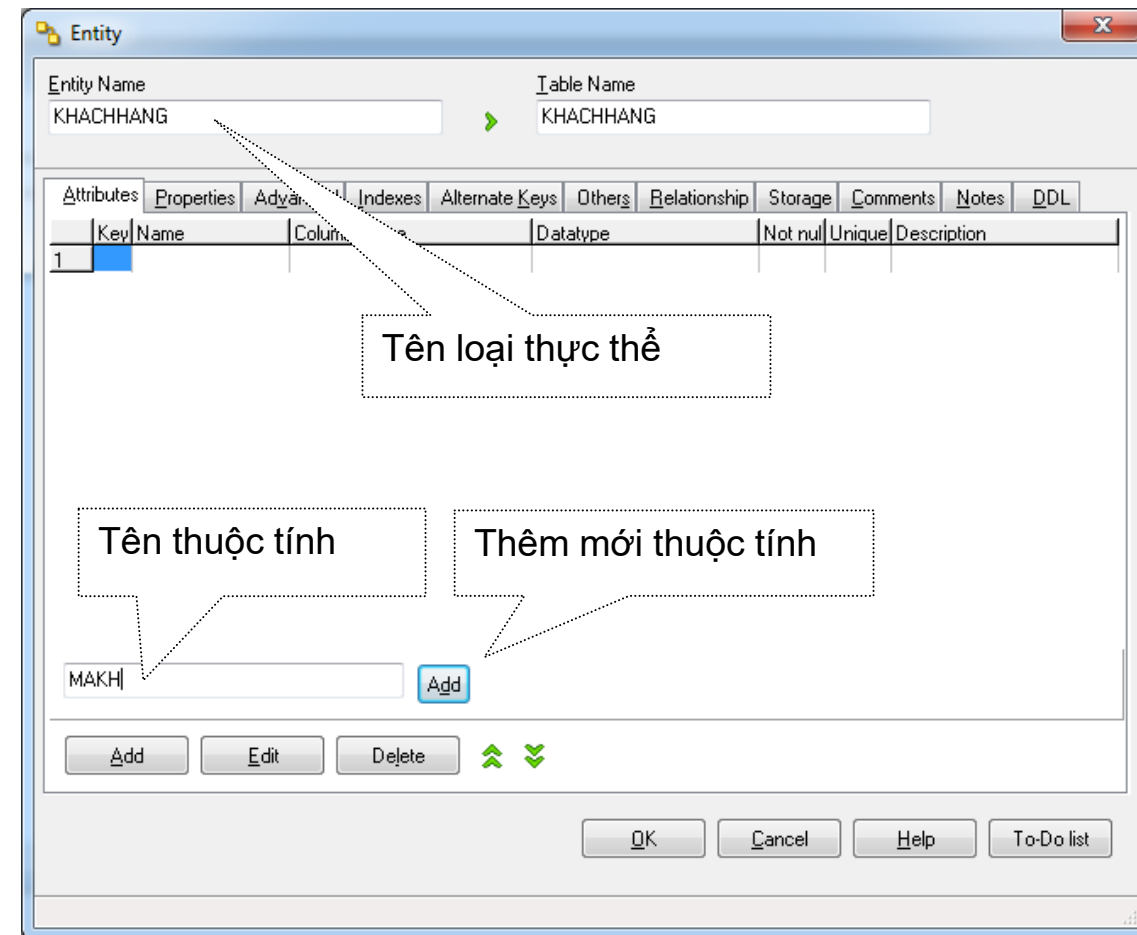 Entity
Entity Name
Table Name
KHACHHANG
KHACHHANG
Attributes Properties Indexes Alternate Keys Others Relationship Storage Comments Notes DDL
Key Name Datatype Not nul Unique Description
1
Tên loại thực thể
Tên thuộc tính
Thêm mới thuộc tính
MAKH
Add
Add Edit Delete
OK Cancel Help To-Do list